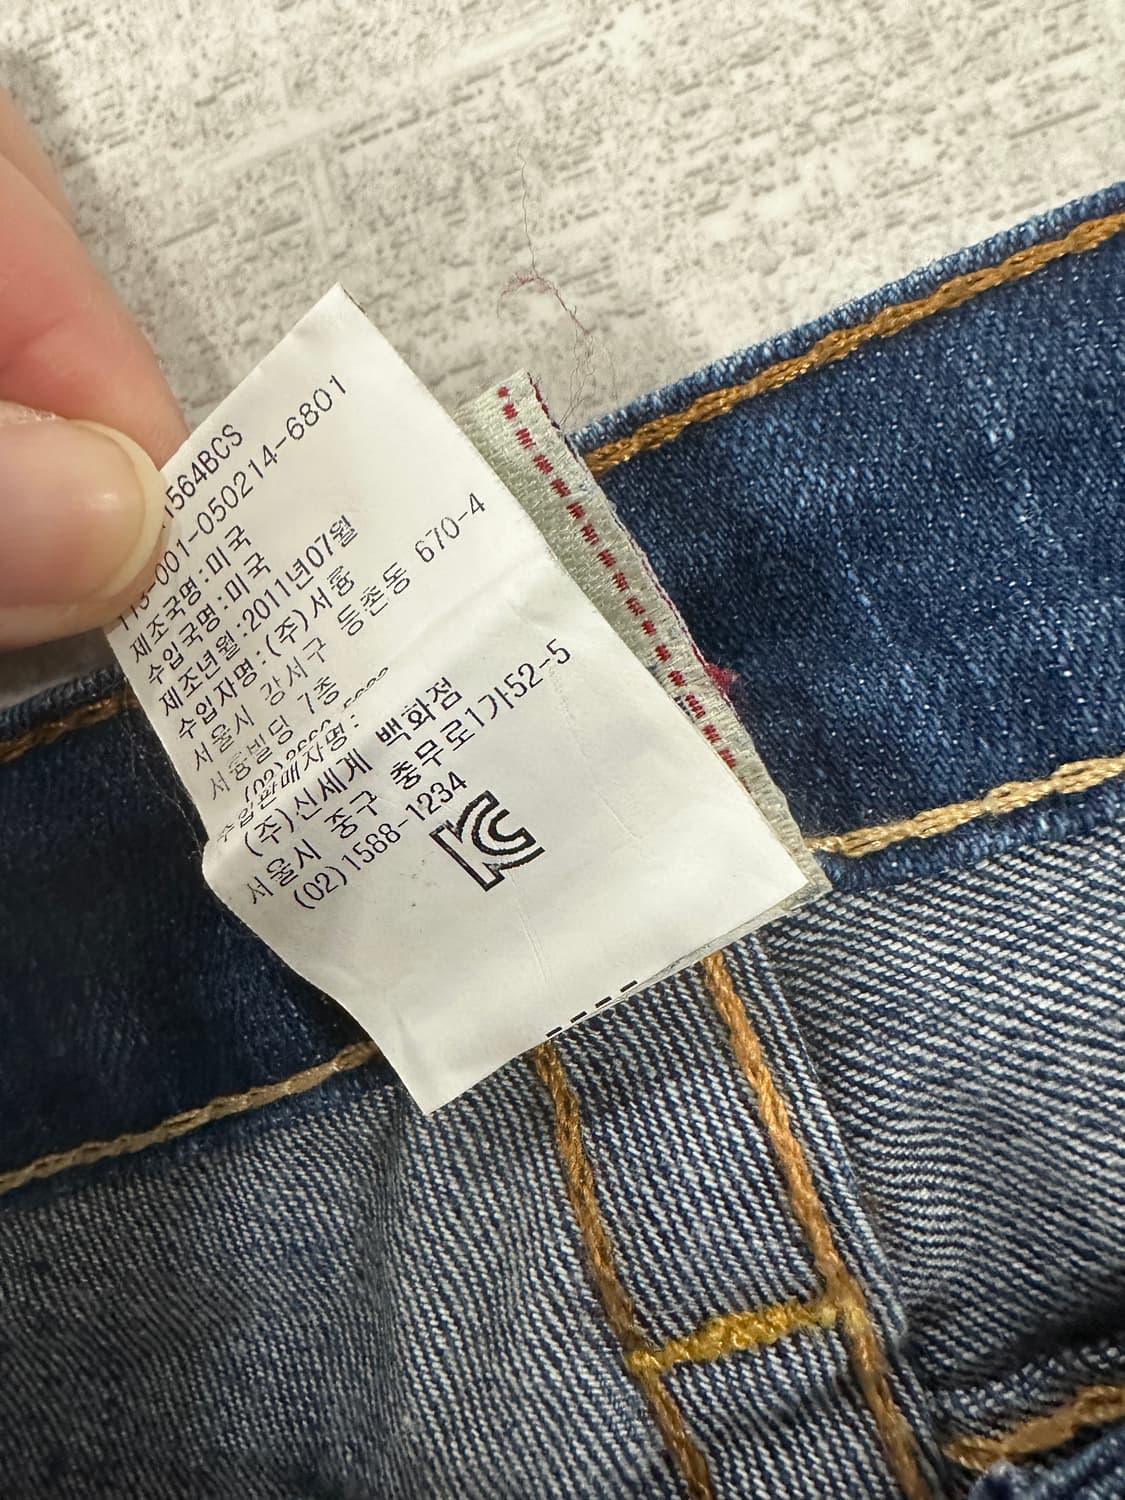 1564BCS
001-050214-6801
제조국명:미국
수입국명:미국
제조년월:2011년07월
수입자명:(주)서륭
서울시 강서구 등촌동 670-4
서륭빌딩 7층
수입판매자명:
(주)신세계 백화점
서울시 중구 충무로1가52-5
(02)1588-1234